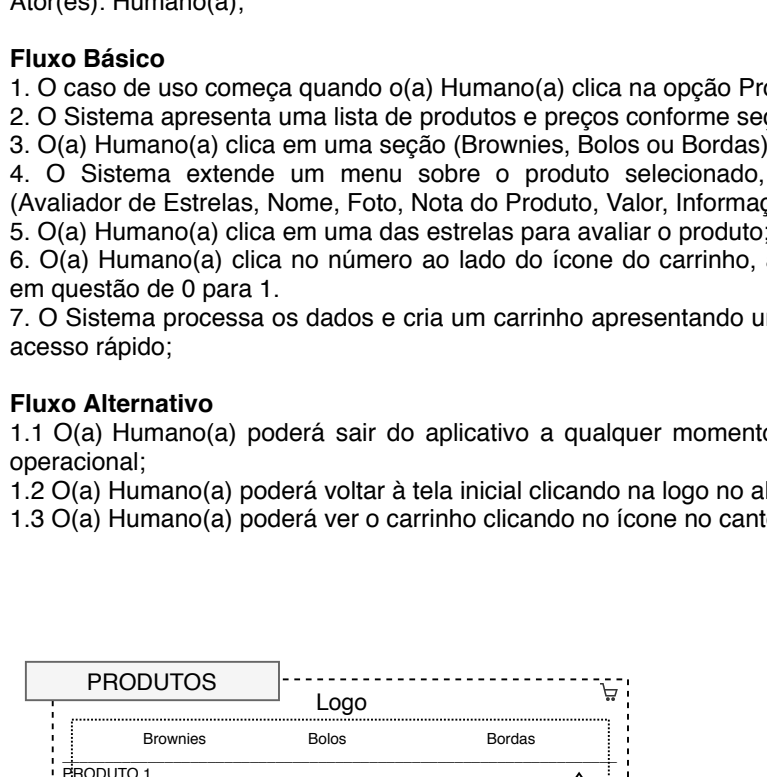 Ator(es): Humano(a);
Fluxo Básico
1. O caso de uso começa quando o(a) Humano(a) clica na opção
2. O Sistema apresenta uma lista de produtos e preços conforme
3. O(a) Humano(a) clica em uma seção (Brownies, Bolos ou Bordas)
4. O Sistema extende um menu sobre o produto selecionado,
(Avaliador de Estrelas, Nome, Foto, Nota do Produto, Valor,
5. O(a) Humano(a) clica em uma das estrelas para avaliar o produto;
6. O(a) Humano(a) clica no número ao lado do ícone do carrinho,
em questão de 0 para 1.
7. O Sistema processa os dados e cria um carrinho apresentando
acesso rápido;
Fluxo Alternativo
1.1 O(a) Humano(a) poderá sair do aplicativo a qualquer momento
operacional;
1.2 O(a) Humano(a) poderá voltar à tela inicial clicando na logo no
1.3 O(a) Humano(a) poderá ver o carrinho clicando no ícone no
PRODUTOS
Logo
Brownies Bolos Bordas
PRODUTO 1